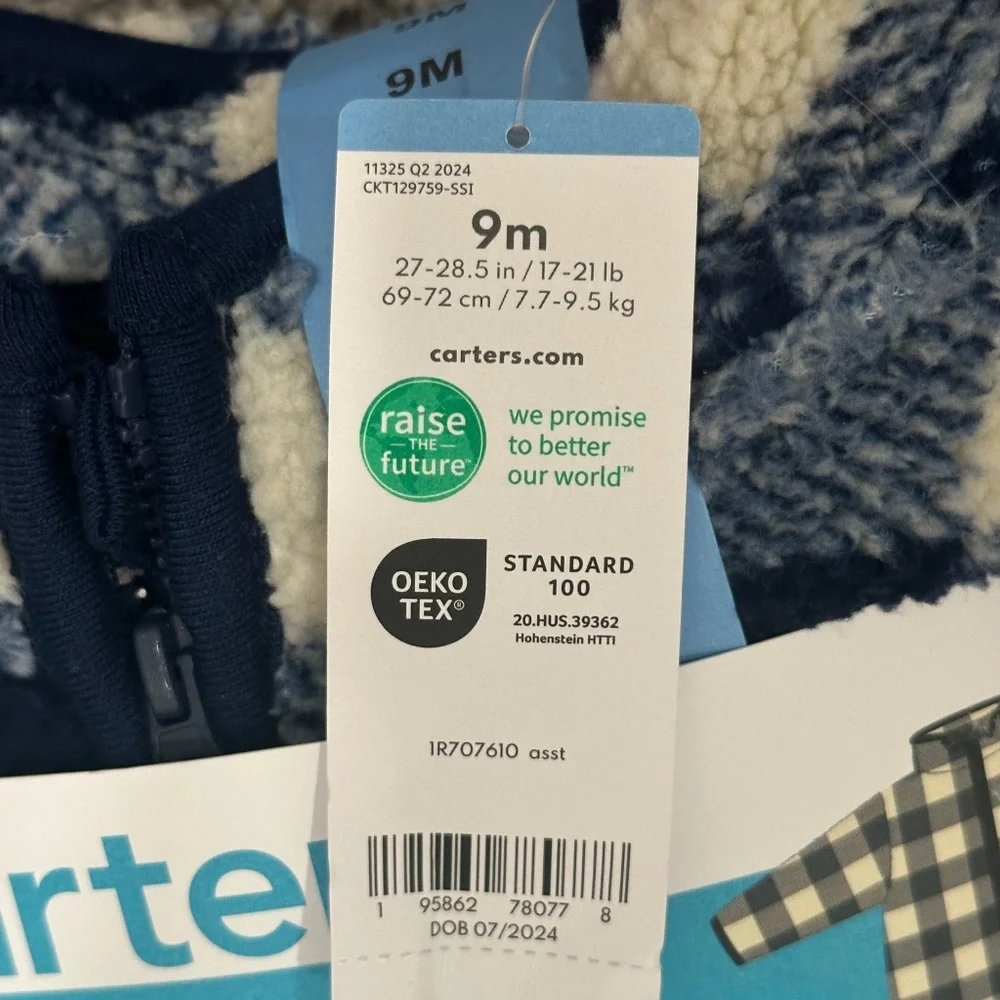 9M
9M
11325 Q2 2024
CKT129759-SSI
9m
27-28.5 in / 17-21 lb
69-72 cm / 7.7-9.5 kg
carters.com
raise
THE
future™
we promise
to better
our world™
OEKO
TEX®
STANDARD
100
20.HUS.39362
Hohenstein HTTI
1R707610 asst
1 95862 78077 8
DOB 07/2024
arte